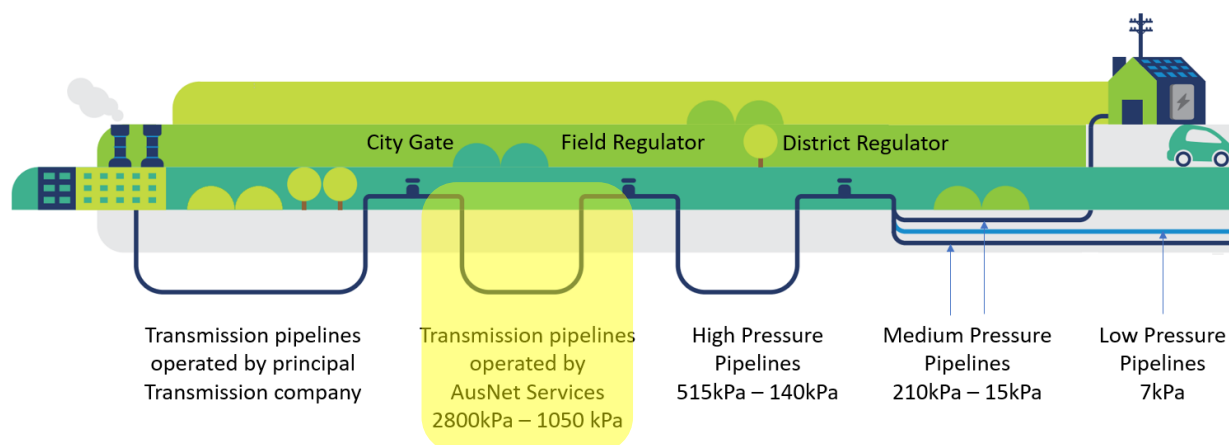 City Gate
Field Regulator
District Regulator
Transmission pipelines
operated by principal
Transmission company
Transmission pipelines
operated by
AusNet Services
2800kPa – 1050 kPa
High Pressure
Pipelines
515kPa – 140kPa
Medium Pressure
Pipelines
210kPa – 15kPa
Low Pressure
Pipelines
7kPa